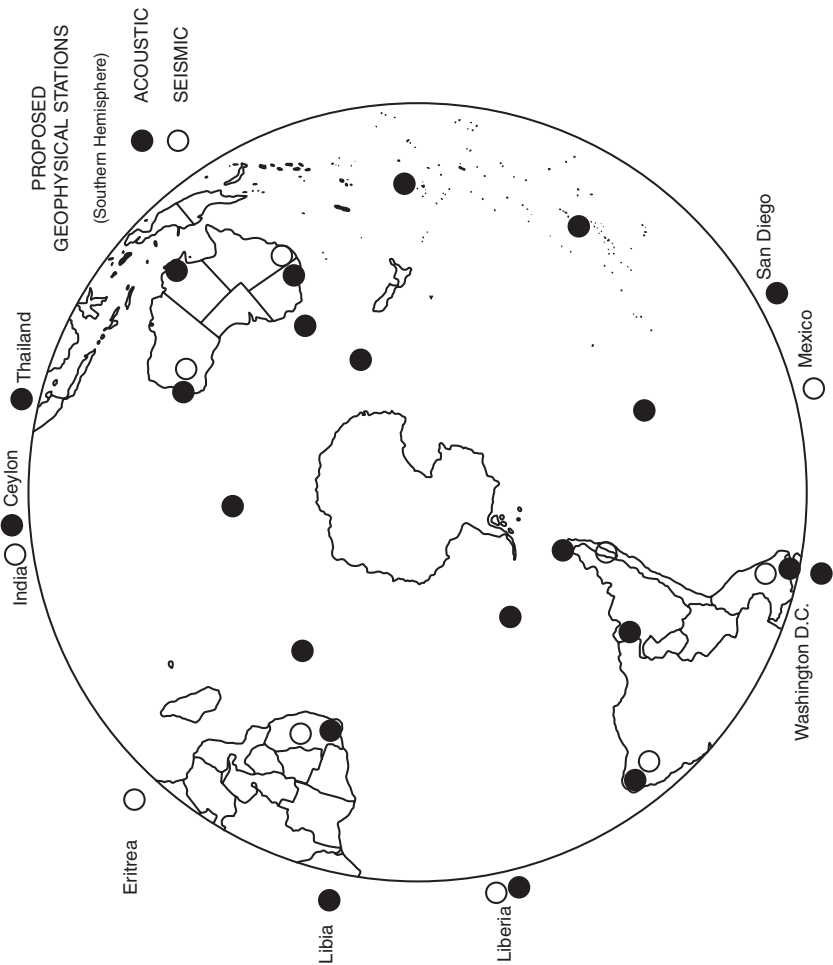 PROPOSED
GEOPHYSICAL STATIONS
(Southern Hemisphere)
ACOUSTIC
SEISMIC
Thailand
Ceylon
India
Eritrea
Libia
Liberia
Washington D.C.
Mexico
San Diego